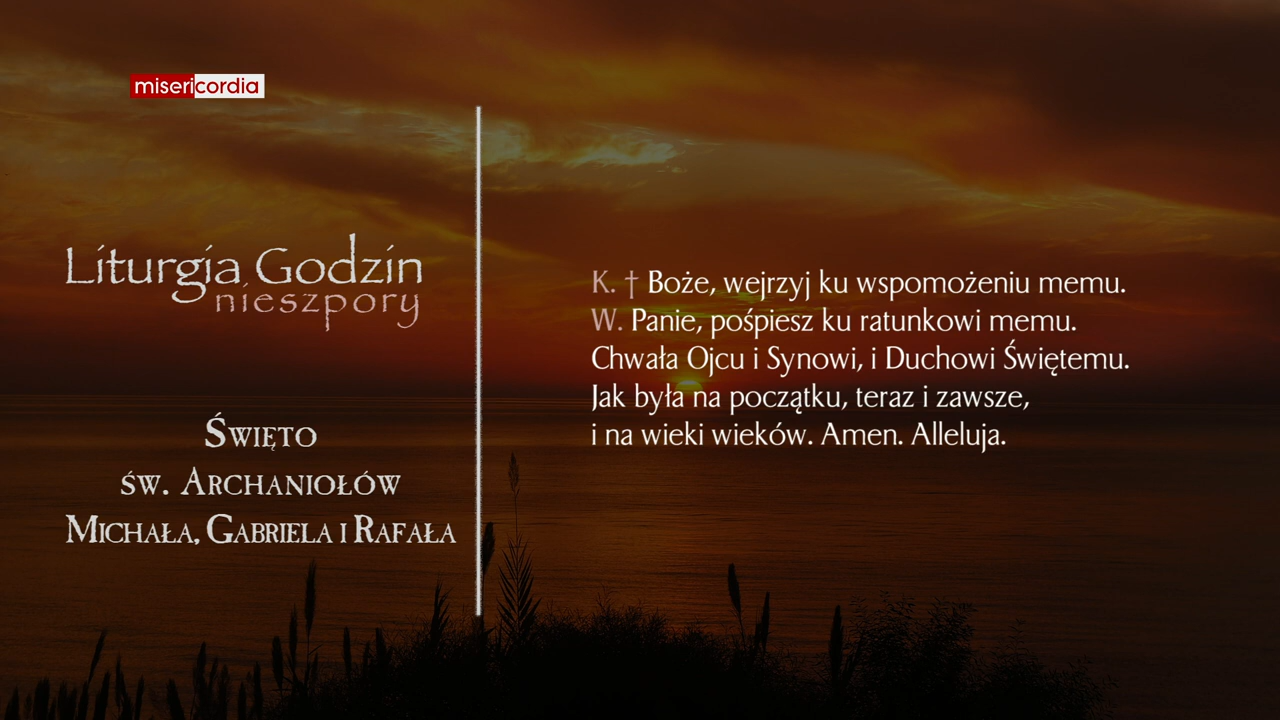 misericordia
Liturgia Godzin
nieszpory
Święto
św. Archaniołów
Michała, Gabriela i Rafała
K. † Boże, wejrzyj ku wspomożeniu memu.
W. Panie, pośpiesz ku ratunkowi memu.
Chwała Ojcu i Synowi, i Duchowi Świętemu.
Jak była na początku, teraz i zawsze,
i na wieki wieków. Amen. Alleluja.